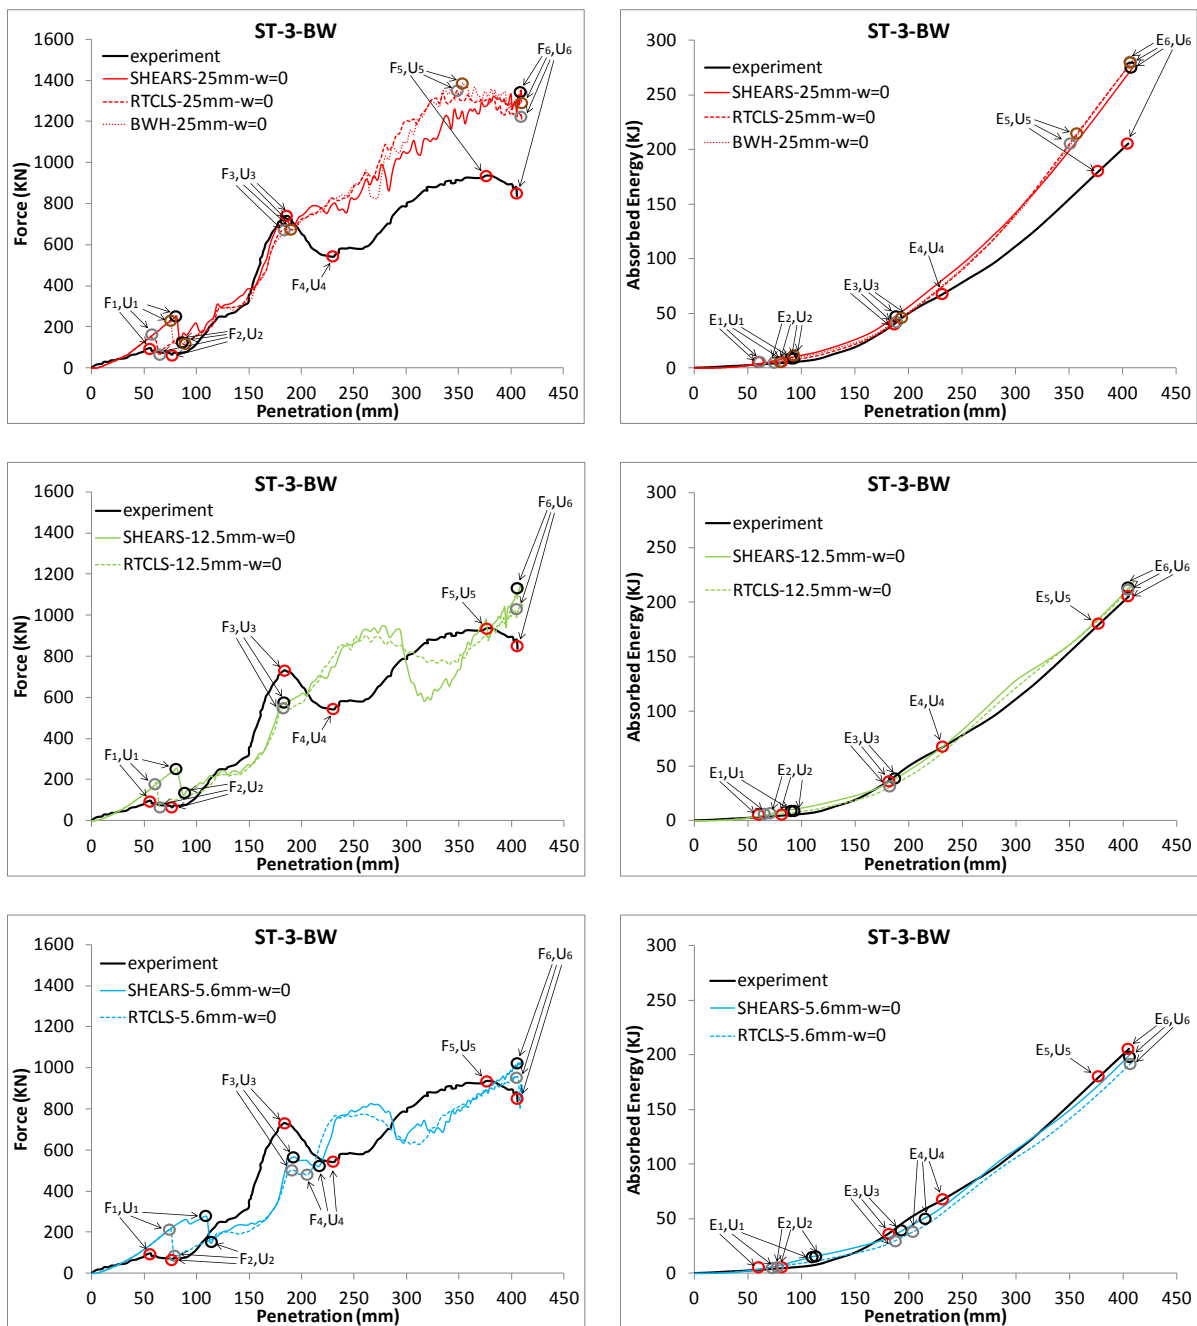 ST-3-BW
1600
1400
1200
1000
800
600
400
200
0
Force (KN)
experiment
SHEARS-25mm-w=0
RTCLS-25mm-w=0
BWH-25mm-w=0
F1,U1
F2,U2
F3,U3
F4,U4
F5,U5
F6,U6
0 50 100 150 200 250 300 350 400 450
Penetration (mm)
ST-3-BW
300
250
200
150
100
50
0
Absorbed Energy (KJ)
experiment
SHEARS-25mm-w=0
RTCLS-25mm-w=0
BWH-25mm-w=0
E1,U1
E2,U2
E3,U3
E4,U4
E5,U5
E6,U6
0 50 100 150 200 250 300 350 400 450
Penetration (mm)
ST-3-BW
1600
1400
1200
1000
800
600
400
200
0
Force (KN)
experiment
SHEARS-12.5mm-w=0
RTCLS-12.5mm-w=0
F1,U1
F2,U2
F3,U3
F4,U4
F5,U5
F6,U6
0 50 100 150 200 250 300 350 400 450
Penetration (mm)
ST-3-BW
300
250
200
150
100
50
0
Absorbed Energy (KJ)
experiment
SHEARS-12.5mm-w=0
RTCLS-12.5mm-w=0
E1,U1
E2,U2
E3,U3
E4,U4
E5,U5
E6,U6
0 50 100 150 200 250 300 350 400 450
Penetration (mm)
ST-3-BW
1600
1400
1200
1000
800
600
400
200
0
Force (KN)
experiment
SHEARS-5.6mm-w=0
RTCLS-5.6mm-w=0
F1,U1
F2,U2
F3,U3
F4,U4
F5,U5
F6,U6
0 50 100 150 200 250 300 350 400 450
Penetration (mm)
ST-3-BW
300
250
200
150
100
50
0
Absorbed Energy (KJ)
experiment
SHEARS-5.6mm-w=0
RTCLS-5.6mm-w=0
E1,U1
E2,U2
E3,U3
E4,U4
E5,U5
E6,U6
0 50 100 150 200 250 300 350 400 450
Penetration (mm)